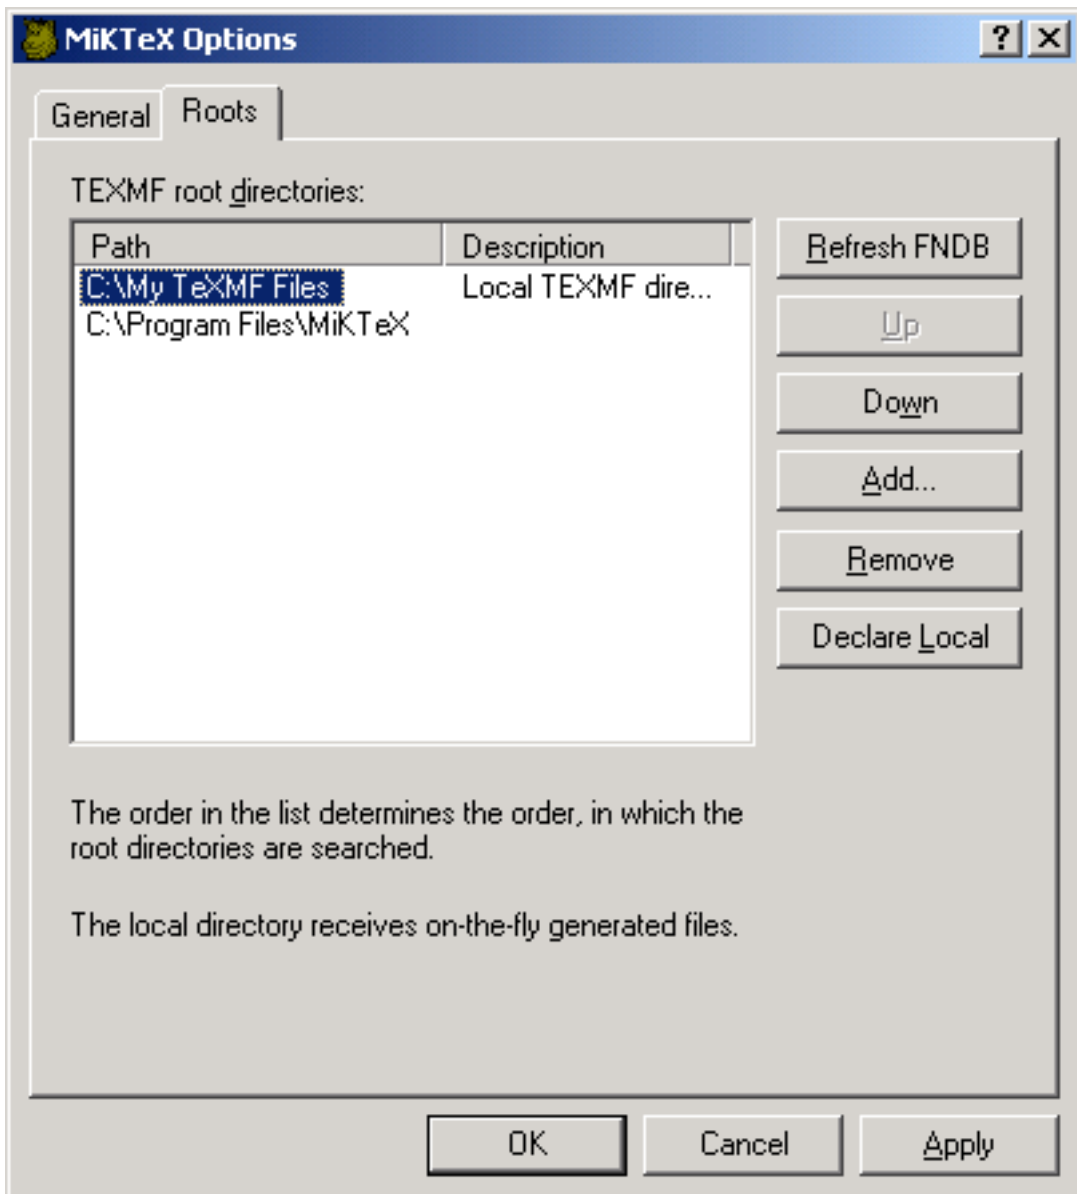 MiKTeX Options
General Roots
TEXMF root directories:
Path Description
C:\My TeXMF Files Local TEXMF dire...
C:\Program Files\MiKTeX
Refresh FNDB
Up
Down
Add...
Remove
Declare Local
The order in the list determines the order, in which the
root directories are searched.
The local directory receives on-the-fly generated files.
OK Cancel Apply